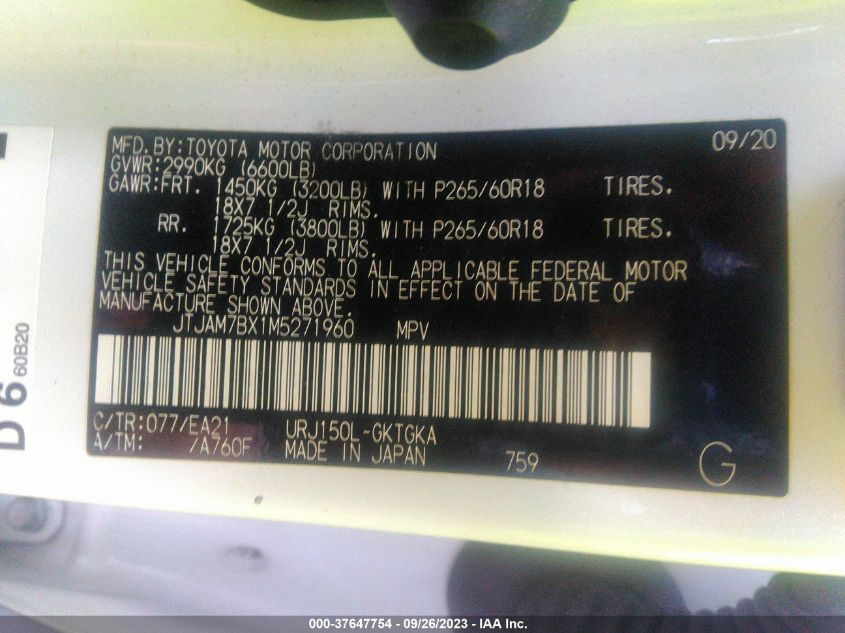 MFD.BY:TOYOTA MOTOR CORPORATION 09/20
GVWR:2990KG (6600LB)
GAWR:FRT. 1450KG (3200LB) WITH P265/60R18 TIRES.
18X7 1/2J RIMS.
RR. 1725KG (3800LB) WITH P265/60R18 TIRES.
18X7 1/2J RIMS.
THIS VEHICLE CONFORMS TO ALL APPLICABLE FEDERAL MOTOR
VEHICLE SAFETY STANDARDS IN EFFECT ON THE DATE OF
MANUFACTURE SHOWN ABOVE.
JTJAM7BX1M5271960 MPV
C/TR:077/EA21 URJ150L-GKTGKA
A/TM: /A760F MADE IN JAPAN 759 G
D 6
60B20
000-37647754 / 09/26/2023 / IAA Inc.